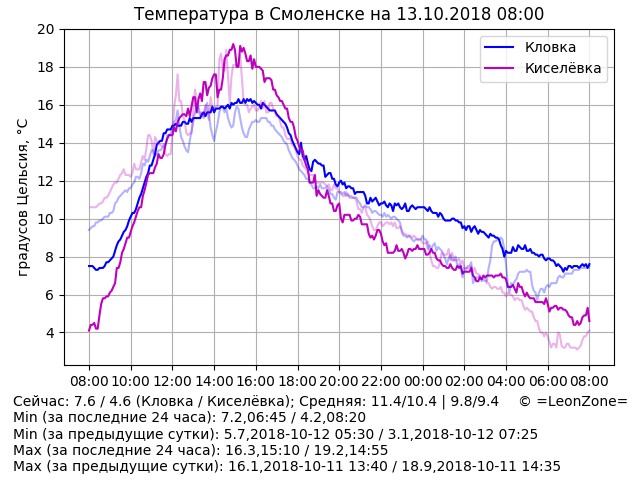 Температура в Смоленске на 13.10.2018 08:00
20
18
16
14
12
10
8
6
4
градусов Цельсия, °C
Кловка
Киселёвка
08:00 10:00 12:00 14:00 16:00 18:00 20:00 22:00 00:00 02:00 04:00 06:00 08:00
Сейчас: 7.6 / 4.6 (Кловка / Киселёвка); Средняя: 11.4/10.4 | 9.8/9.4 © =LeonZone=
Min (за последние 24 часа): 7.2,06:45 / 4.2,08:20
Min (за предыдущие сутки): 5.7,2018-10-12 05:30 / 3.1,2018-10-12 07:25
Max (за последние 24 часа): 16.3,15:10 / 19.2,14:55
Max (за предыдущие сутки): 16.1,2018-10-11 13:40 / 18.9,2018-10-11 14:35